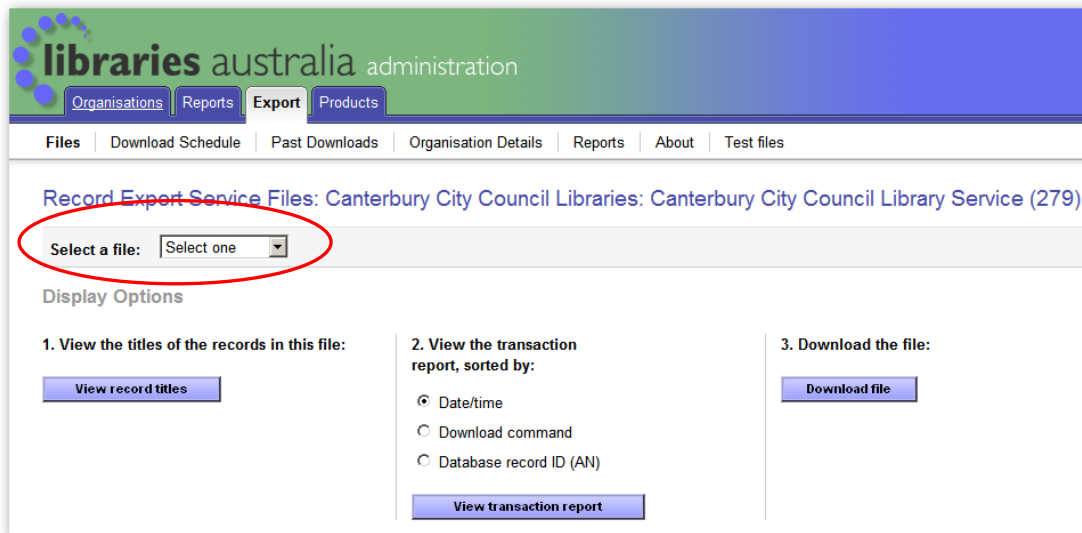 libraries australia administration
Organisations Reports Export Products
Files Download Schedule Past Downloads Organisation Details Reports About Test files
Record Export Service Files: Canterbury City Council Libraries: Canterbury City Council Library Service (279)
Select a file: Select one
Display Options
1. View the titles of the records in this file:
View record titles
2. View the transaction
report, sorted by:
Date/time
Download command
Database record ID (AN)
View transaction report
3. Download the file:
Download file